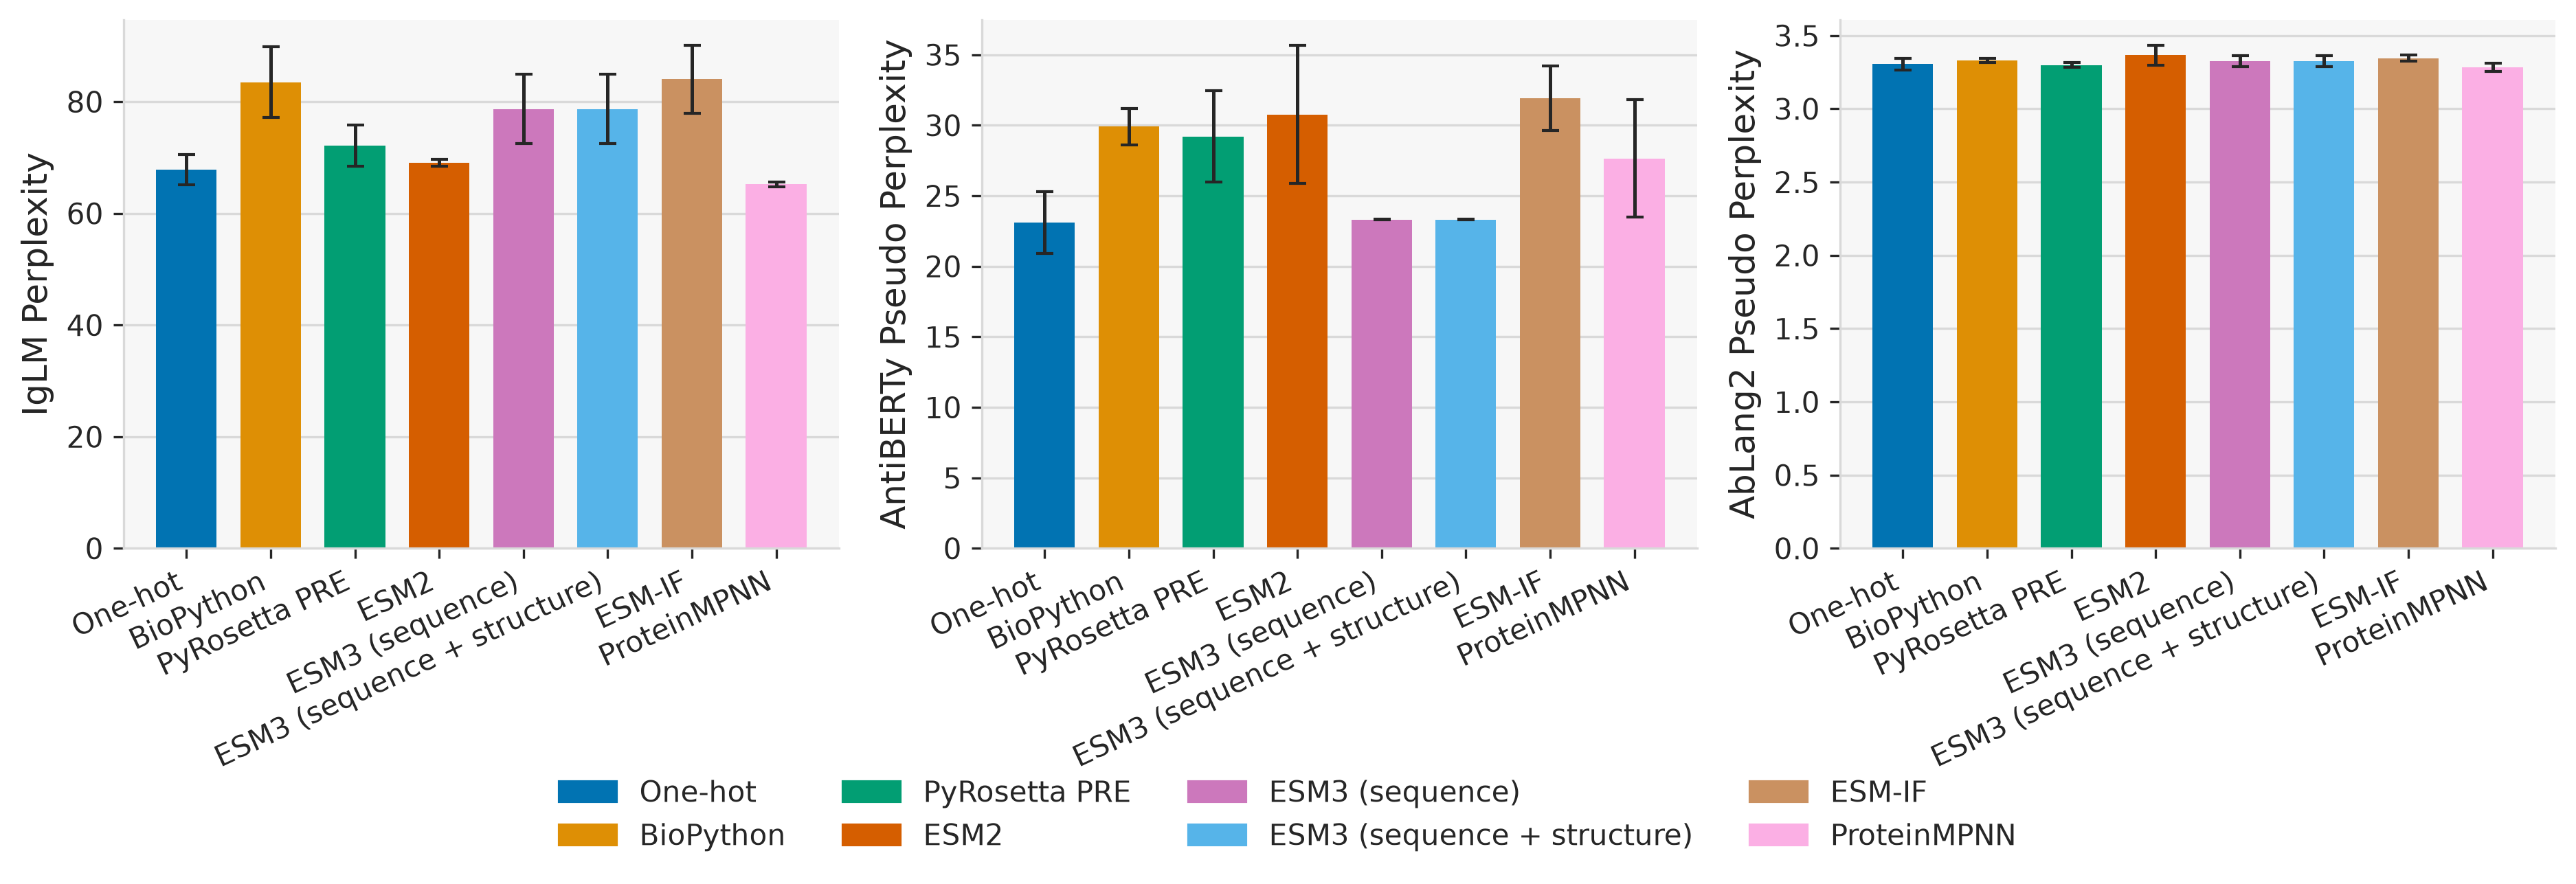 IgLM Perplexity
80
60
40
20
0
One-hot
BioPython
PyRosetta PRE
ESM2
ESM3 (sequence)
ESM3 (sequence + structure)
ESM-IF
ProteinMPNN
AntiBERTy Pseudo Perplexity
35
30
25
20
15
10
5
0
One-hot
BioPython
PyRosetta PRE
ESM2
ESM3 (sequence)
ESM3 (sequence + structure)
ESM-IF
ProteinMPNN
AbLang2 Pseudo Perplexity
3.5
3.0
2.5
2.0
1.5
1.0
0.5
0.0
One-hot
BioPython
PyRosetta PRE
ESM2
ESM3 (sequence)
ESM3 (sequence + structure)
ESM-IF
ProteinMPNN
One-hot
BioPython
PyRosetta PRE
ESM2
ESM3 (sequence)
ESM3 (sequence + structure)
ESM-IF
ProteinMPNN